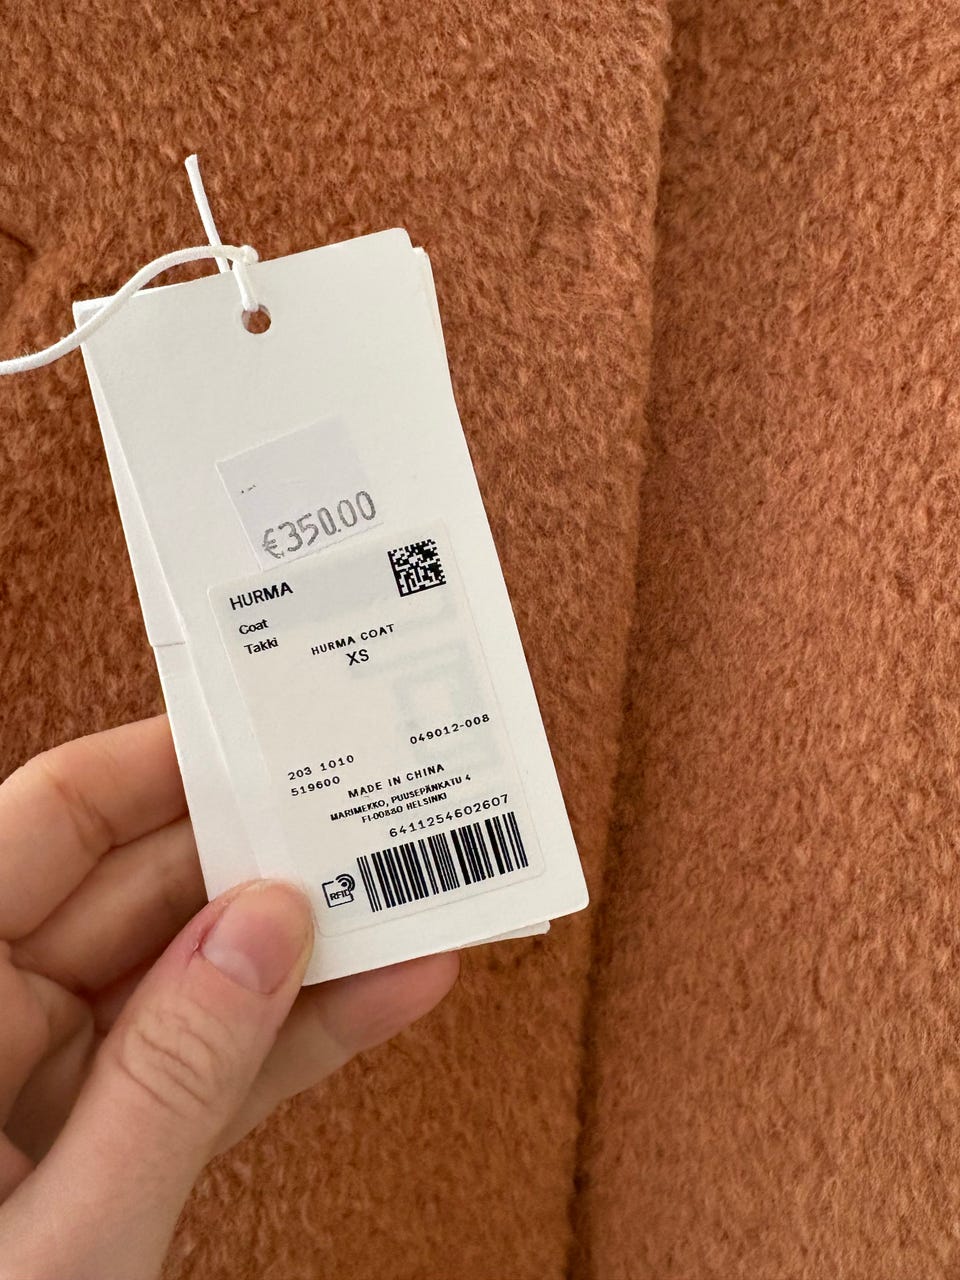 €350.00
HURMA
Coat
Takki
HURMA COAT
XS
049012-008
203 1010
519600
MADE IN CHINA
MARIMEKKO, PUUSEPÄNKATU 4
FI-00880 HELSINKI
6411254602607
RFID